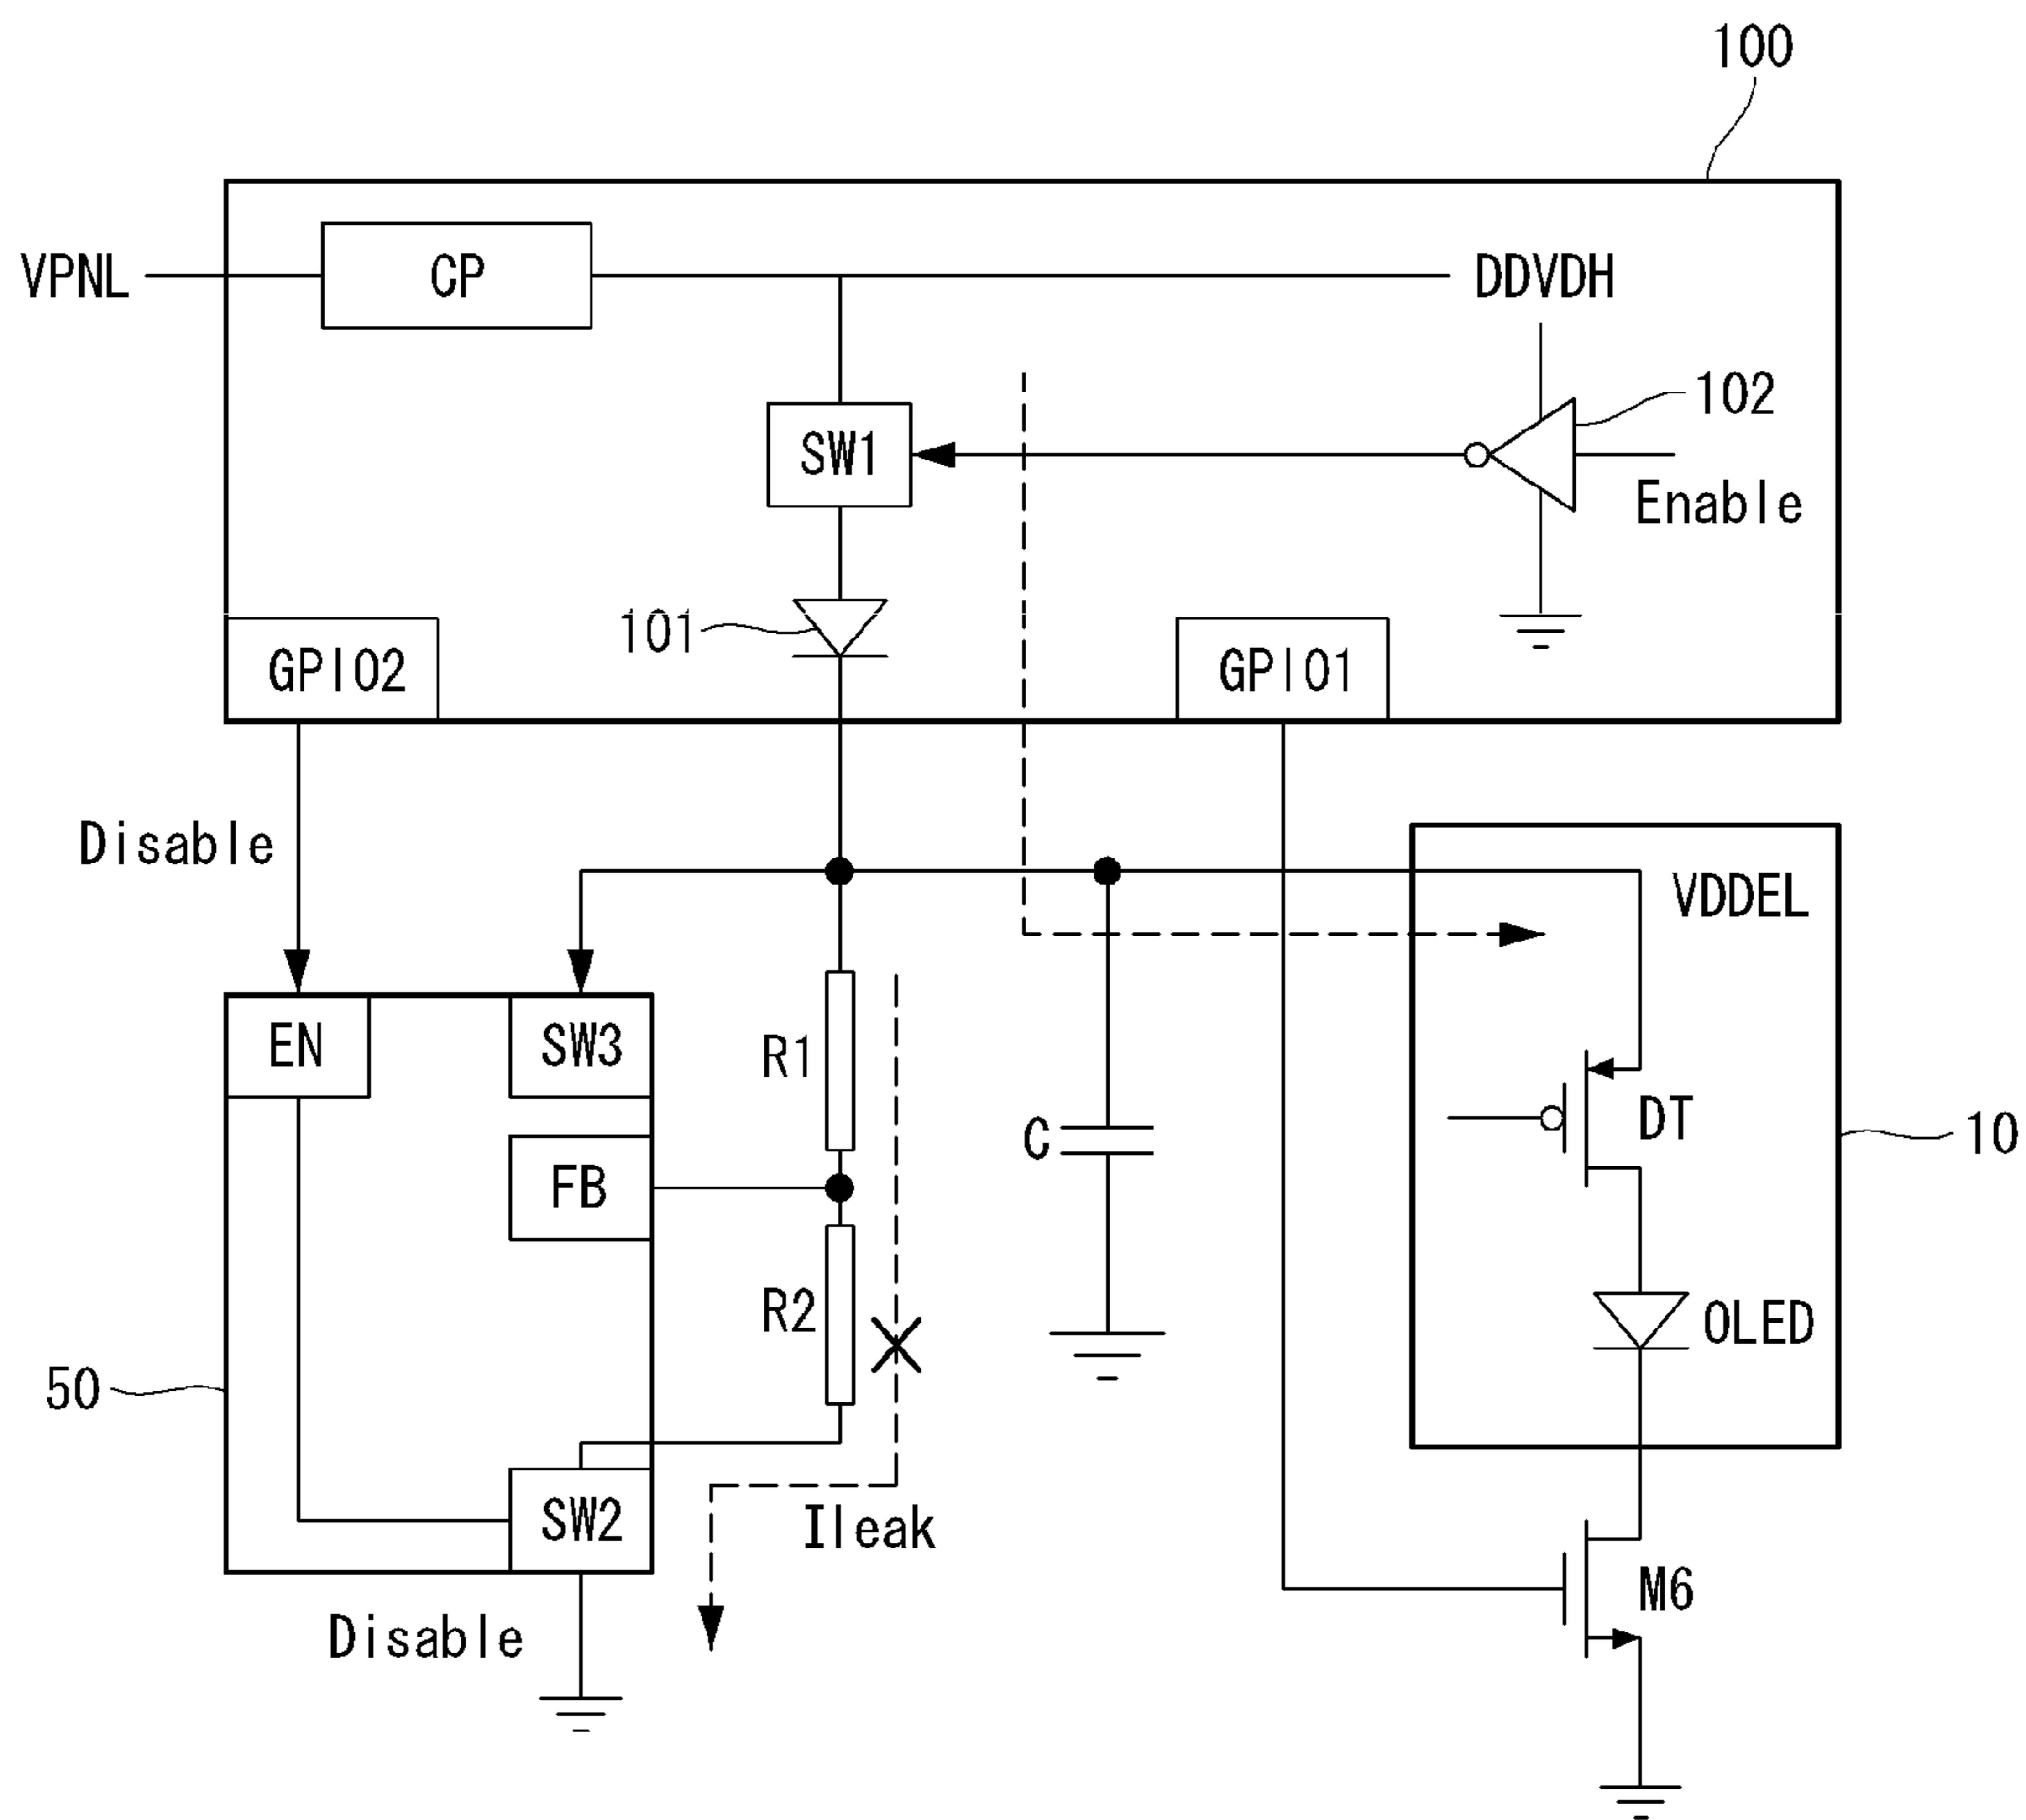 100
VPNL
CP
DDVDH
102
SW1
Enable
101
GPIO2
GPIO1
Disable
VDDEL
EN
SW3
R1
C
DT
10
FB
R2
OLED
50
SW2
Ileak
M6
Disable